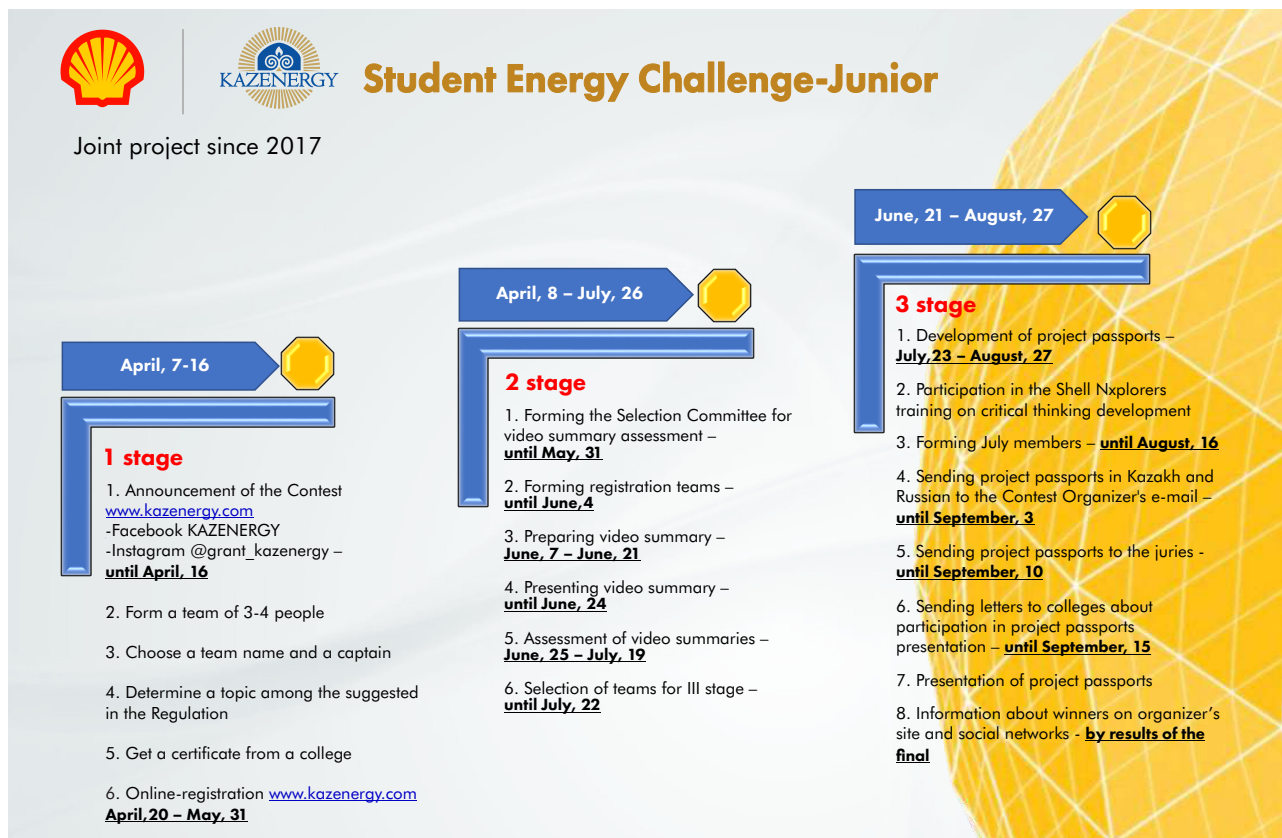 KAZENERGY
Student Energy Challenge-Junior
Joint project since 2017
April, 7-16
1 stage
1. Announcement of the Contest
www.kazenergy.com
-Facebook KAZENERGY
-Instagram @grant_kazenergy –
until April, 16
2. Form a team of 3-4 people
3. Choose a team name and a captain
4. Determine a topic among the suggested
in the Regulation
5. Get a certificate from a college
6. Online-registration www.kazenergy.com
April,20 – May, 31
April, 8 – July, 26
2 stage
1. Forming the Selection Committee for
video summary assessment –
until May, 31
2. Forming registration teams –
until June,4
3. Preparing video summary –
June, 7 – June, 21
4. Presenting video summary –
until June, 24
5. Assessment of video summaries –
June, 25 – July, 19
6. Selection of teams for III stage –
until July, 22
June, 21 – August, 27
3 stage
1. Development of project passports –
July,23 – August, 27
2. Participation in the Shell Nxplorers
training on critical thinking development
3. Forming July members – until August, 16
4. Sending project passports in Kazakh and
Russian to the Contest Organizer's e-mail –
until September, 3
5. Sending project passports to the juries -
until September, 10
6. Sending letters to colleges about
participation in project passports
presentation – until September, 15
7. Presentation of project passports
8. Information about winners on organizer’s
site and social networks - by results of the
final